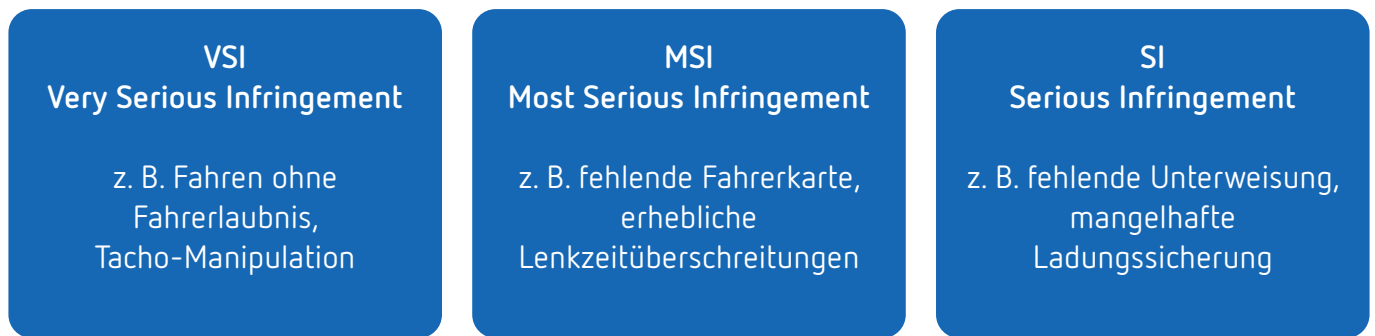 VSI
Very Serious Infringement
z. B. Fahren ohne
Fahrerlaubnis,
Tacho-Manipulation
MSI
Most Serious Infringement
z. B. fehlende Fahrerkarte,
erhebliche
Lenkzeitüberschreitungen
SI
Serious Infringement
z. B. fehlende Unterweisung,
mangelhafte
Ladungssicherung